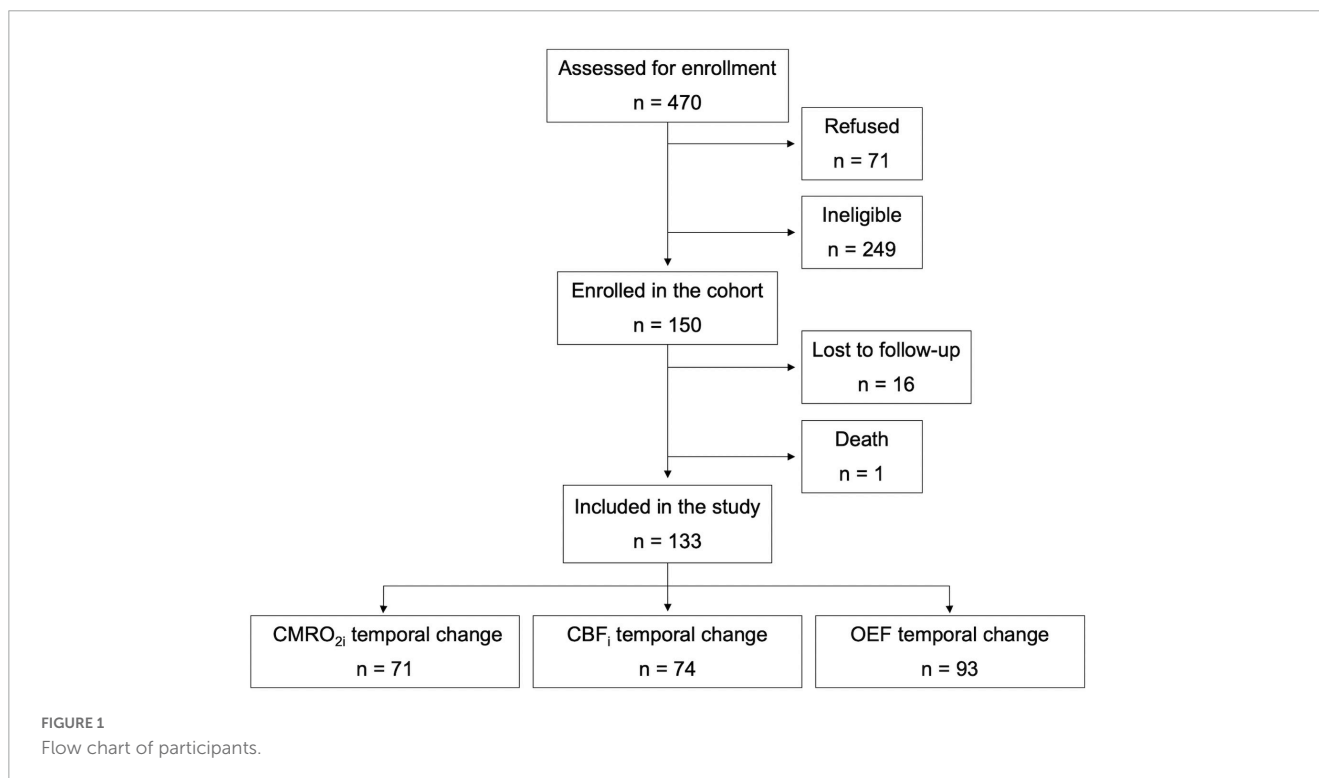 Assessed for enrollment
n = 470
Refused
n = 71
Ineligible
n = 249
Enrolled in the cohort
n = 150
Lost to follow-up
n = 16
Death
n = 1
Included in the study
n = 133
CMRO₂ᵢ temporal change
n = 71
CBFᵢ temporal change
n = 74
OEF temporal change
n = 93
FIGURE 1
Flow chart of participants.